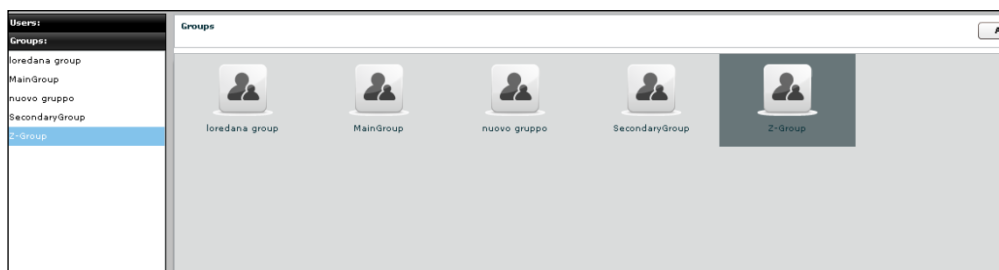 Users:
Groups:
loredana group
MainGroup
nuovo gruppo
SecondaryGroup
Z-Group
Groups
A
loredana group
MainGroup
nuovo gruppo
SecondaryGroup
Z-Group